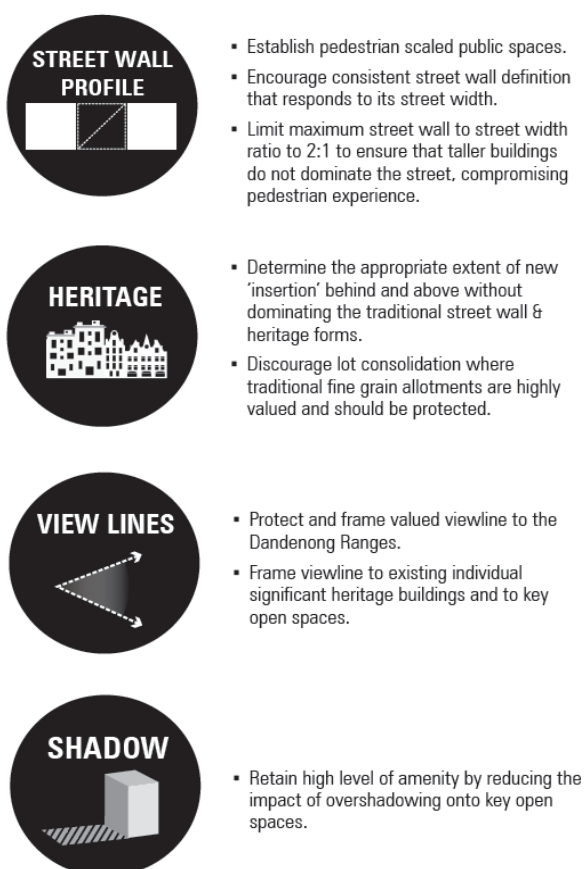 STREET WALL
PROFILE
▪ Establish pedestrian scaled public spaces.
▪ Encourage consistent street wall definition
that responds to its street width.
▪ Limit maximum street wall to street width
ratio to 2:1 to ensure that taller buildings
do not dominate the street, compromising
pedestrian experience.
HERITAGE
▪ Determine the appropriate extent of new
'insertion' behind and above without
dominating the traditional street wall &
heritage forms.
▪ Discourage lot consolidation where
traditional fine grain allotments are highly
valued and should be protected.
VIEW LINES
▪ Protect and frame valued viewline to the
Dandenong Ranges.
▪ Frame viewline to existing individual
significant heritage buildings and to key
open spaces.
SHADOW
▪ Retain high level of amenity by reducing the
impact of overshadowing onto key open
spaces.